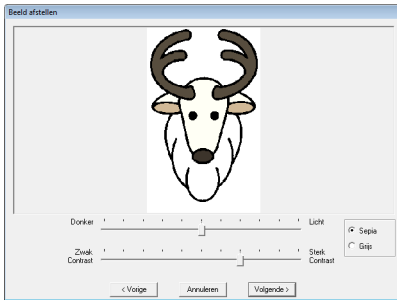 Beeld afstellen
Donker
Licht
Zwak
Contrast
Sterk
Contrast
Sepia
Grijs
< Vorige
Annuleren
Volgende >